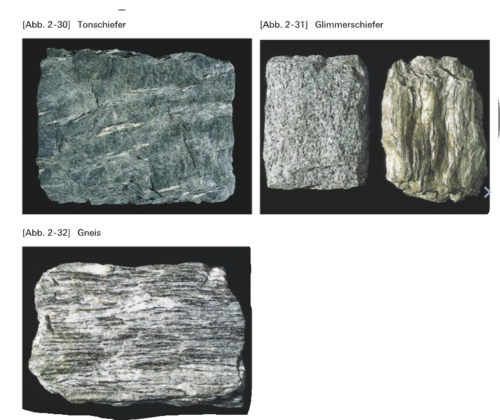 [Abb. 2-30] Tonschiefer
[Abb. 2-31] Glimmerschiefer
[Abb. 2-32] Gneis